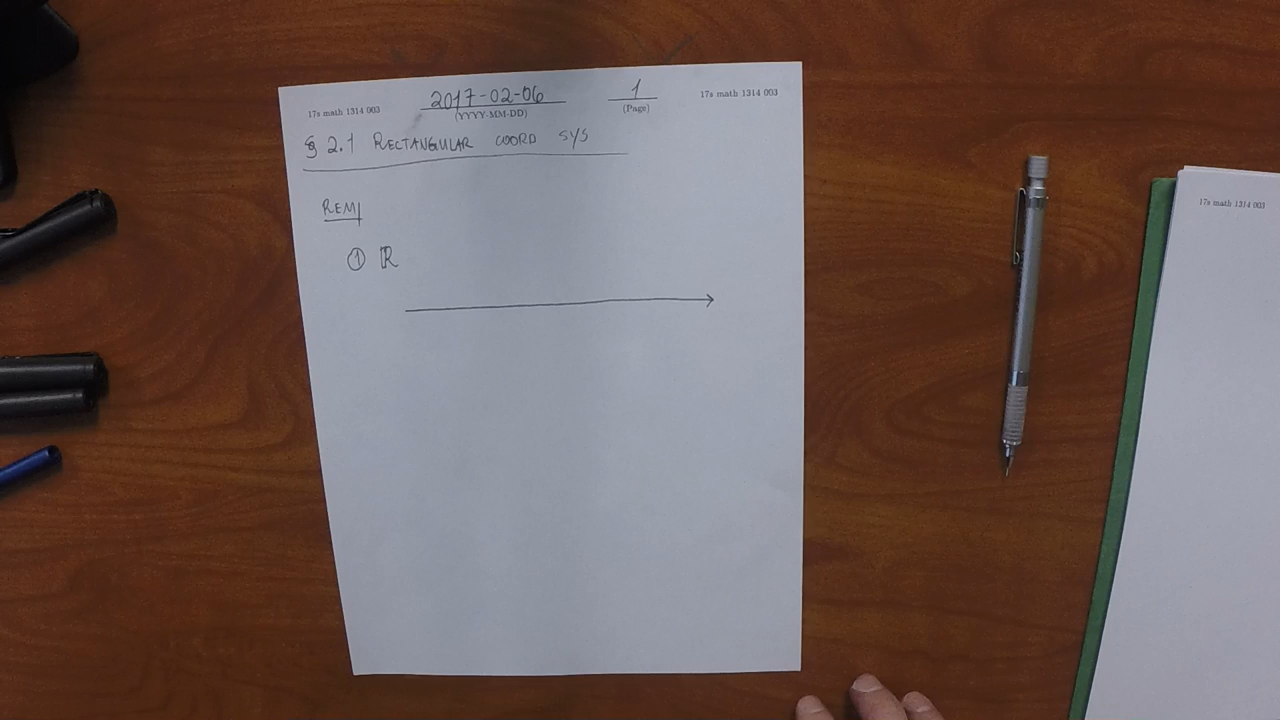 17s math 1314 003 2017-02-06 1 17s math 1314 003
(YYYY-MM-DD) (Page)
§ 2.1 RECTANGULAR COORD SYS
REM
① ℝ
17s math 1314 003